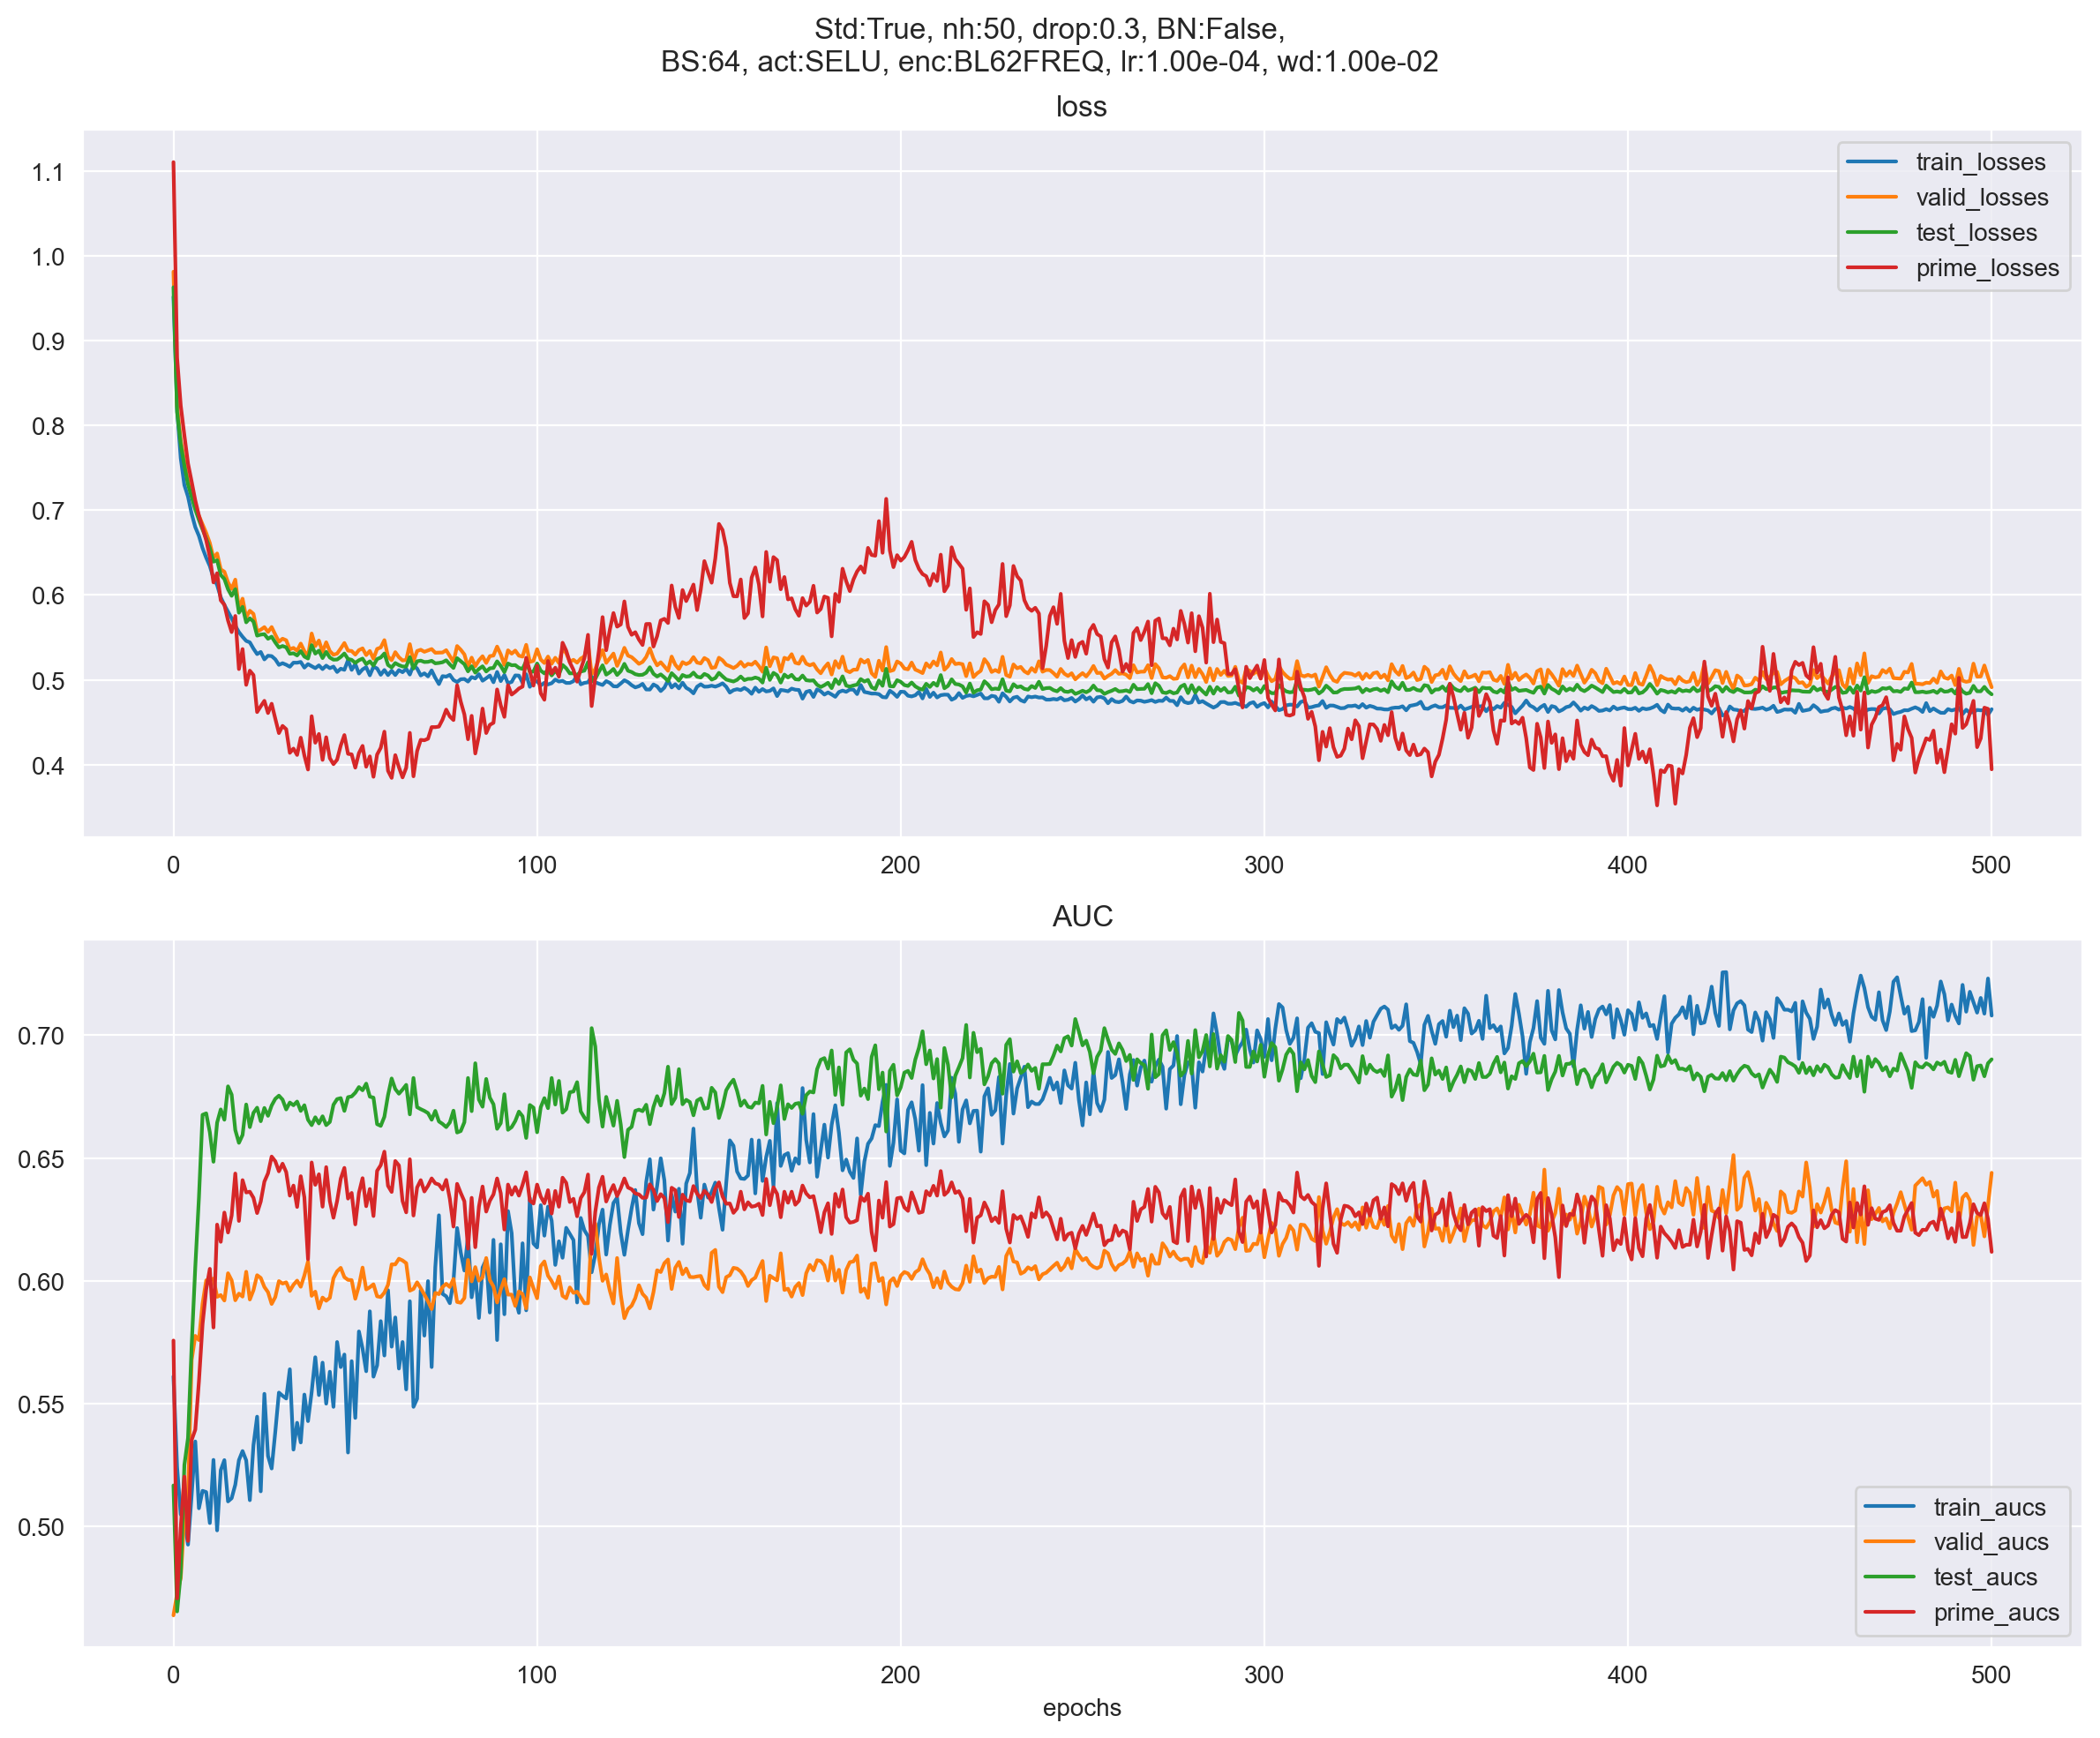 Std:True, nh:50, drop:0.3, BN:False,
BS:64, act:SELU, enc:BL62FREQ, lr:1.00e-04, wd:1.00e-02
loss
1.1
1.0
0.9
0.8
0.7
0.6
0.5
0.4
train_losses
valid_losses
test_losses
prime_losses
0 100 200 300 400 500
AUC
0.70
0.65
0.60
0.55
0.50
train_aucs
valid_aucs
test_aucs
prime_aucs
0 100 200 300 400 500
epochs